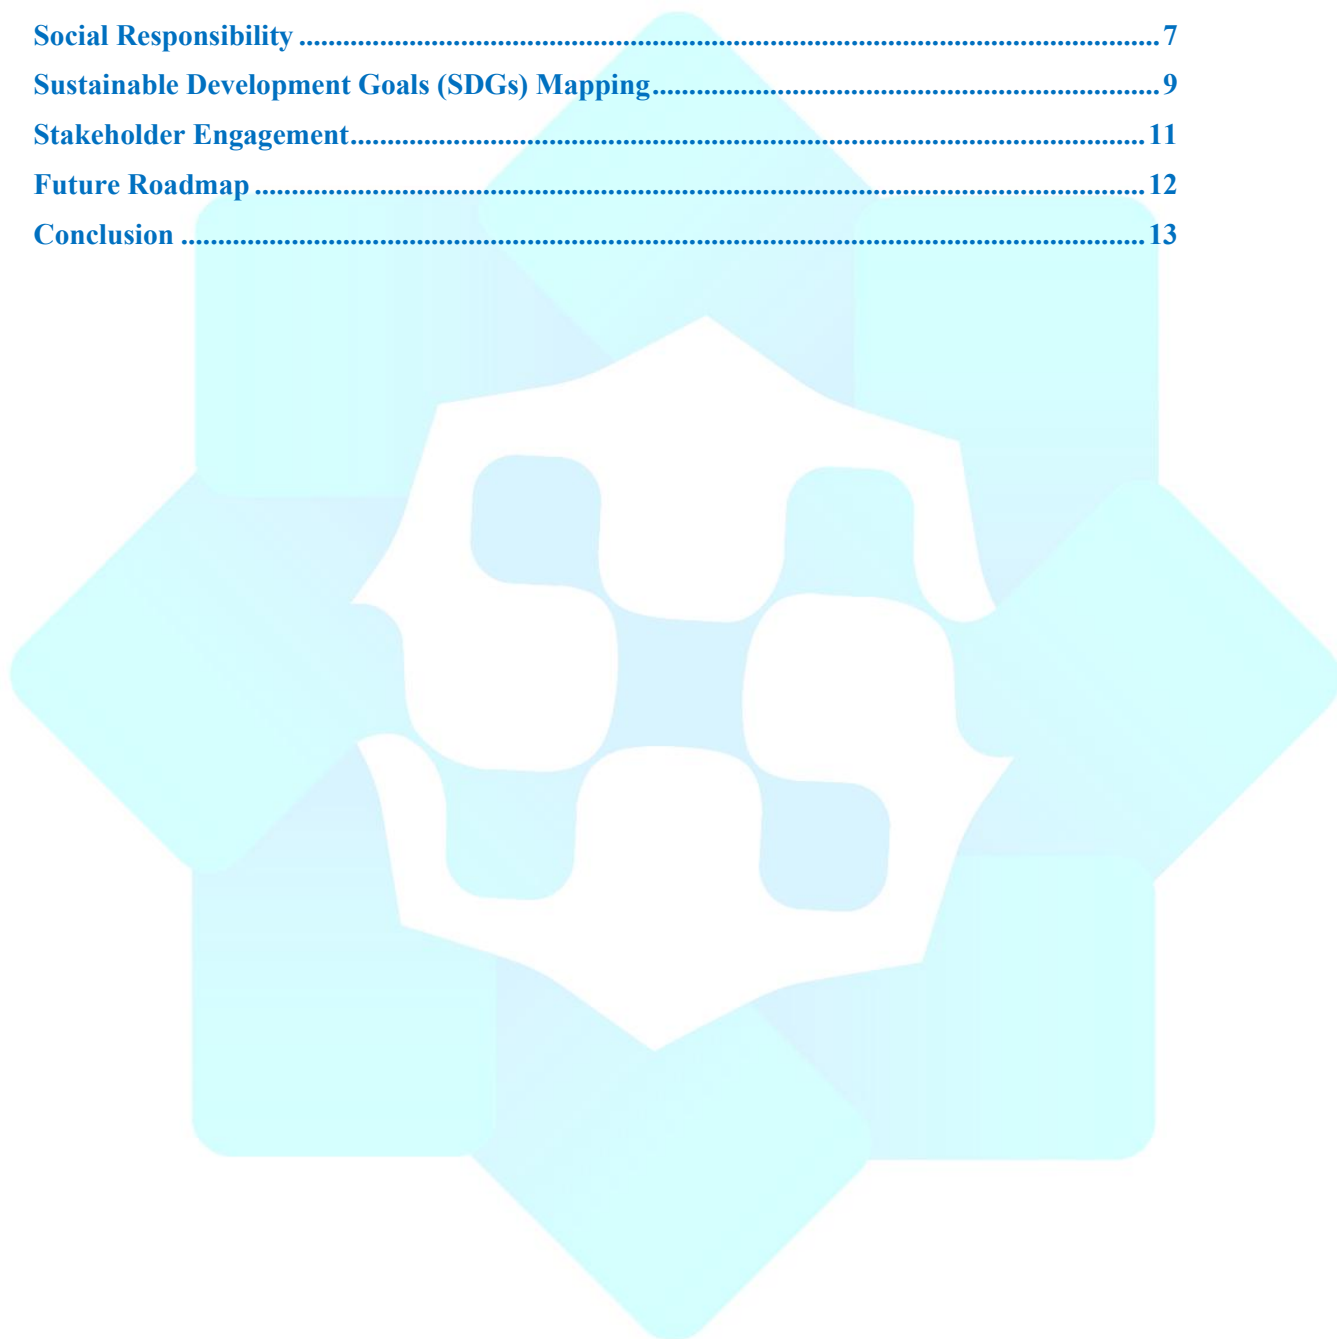 Social Responsibility ........................................................................................................................ 7
Sustainable Development Goals (SDGs) Mapping........................................................................ 9
Stakeholder Engagement................................................................................................................ 11
Future Roadmap ............................................................................................................................. 12
Conclusion ....................................................................................................................................... 13